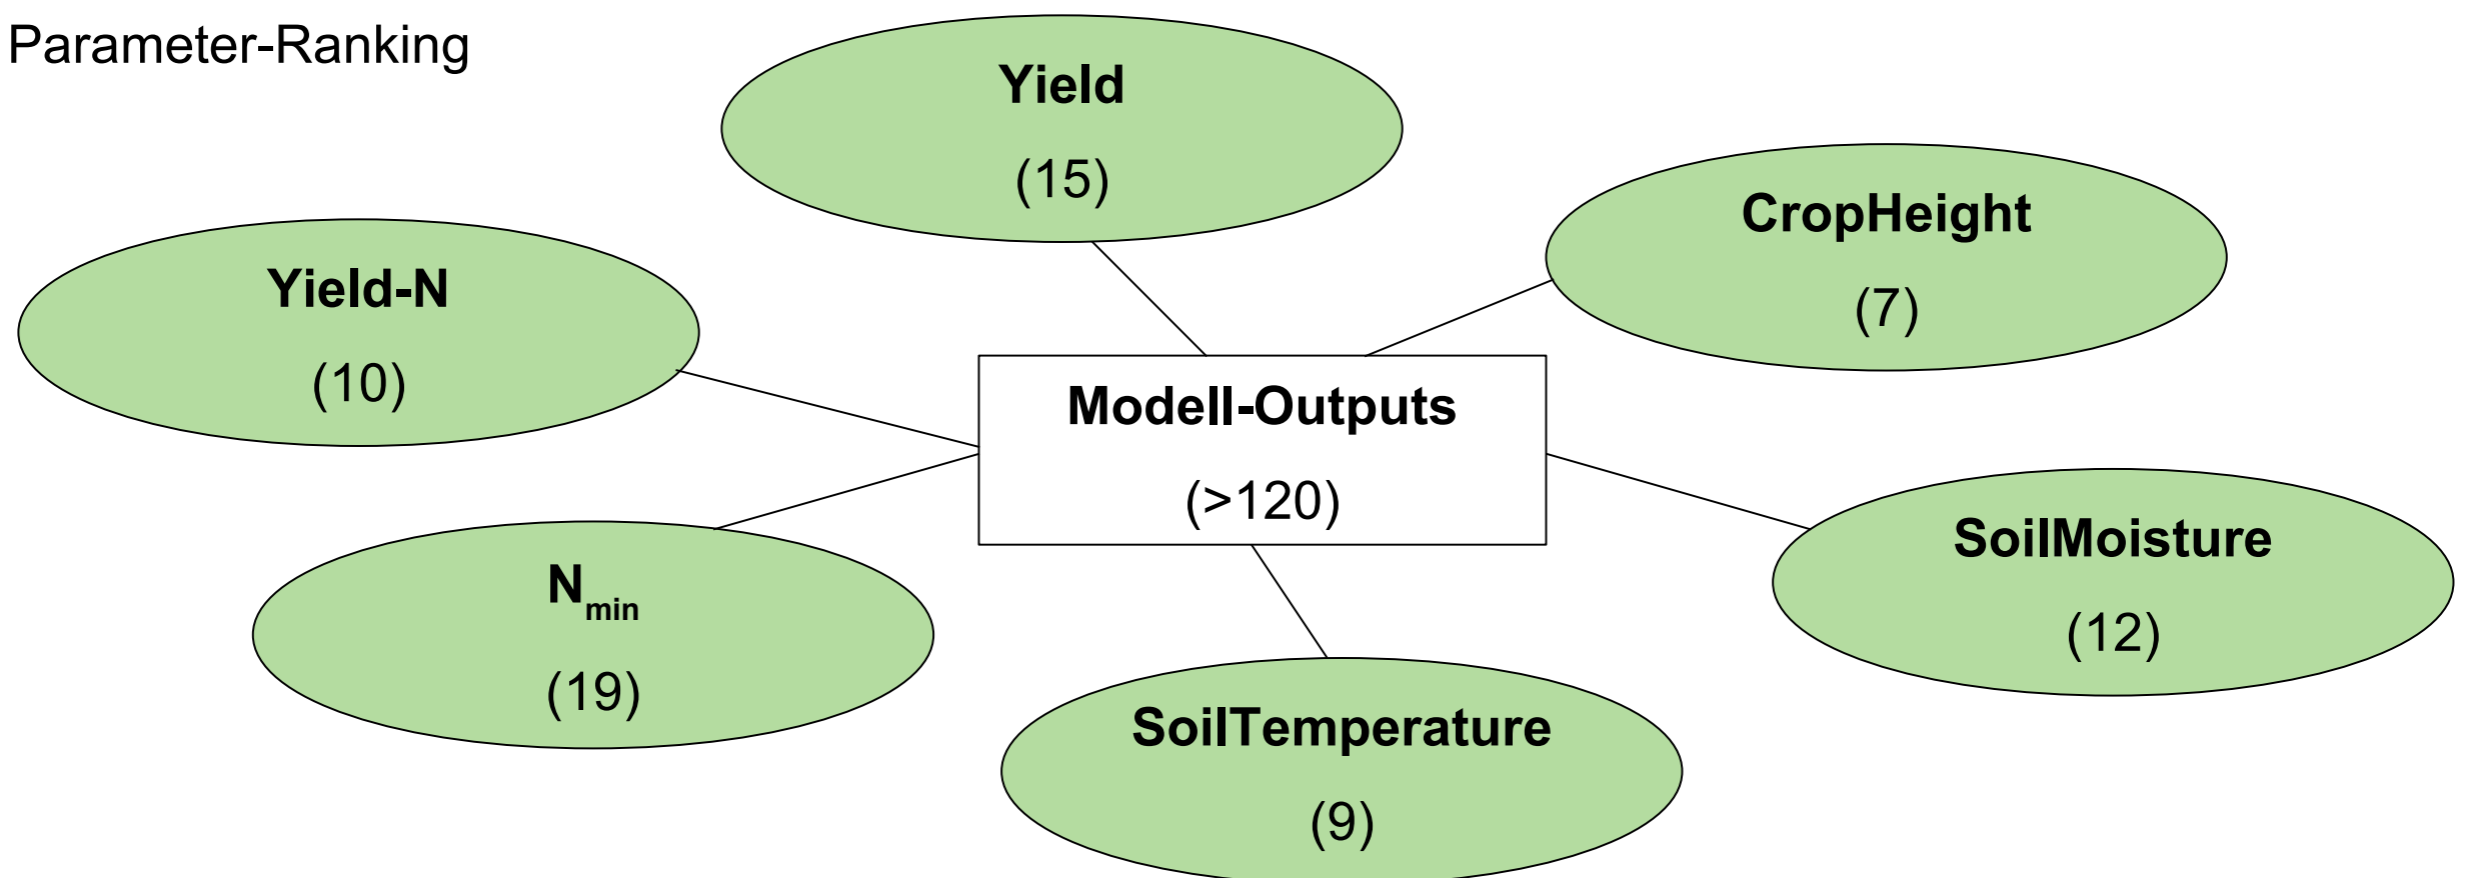 Parameter-Ranking
Yield
(15)
CropHeight
(7)
Yield-N
(10)
Modell-Outputs
(>120)
SoilMoisture
(12)
Nmin
(19)
SoilTemperature
(9)